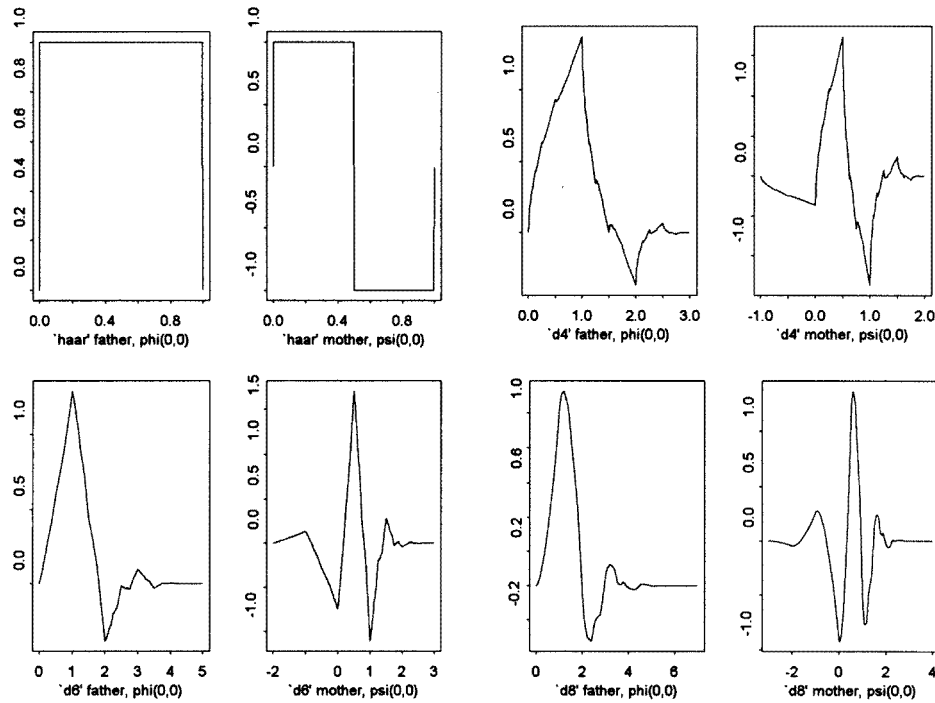 1.0
0.8
0.6
0.4
0.2
0.0
0.0 0.4 0.8
`haar' father, phi(0,0)
0.5
0.0
-0.5
-1.0
0.0 0.4 0.8
`haar' mother, psi(0,0)
1.0
0.5
0.0
0.0 1.0 2.0 3.0
`d4' father, phi(0,0)
1.0
0.0
-1.0
-1.0 0.0 1.0 2.0
`d4' mother, psi(0,0)
1.0
0.5
0.0
0 1 2 3 4 5
`d6' father, phi(0,0)
1.5
1.0
0.5
0.0
-1.0
-2 -1 0 1 2 3
`d6' mother, psi(0,0)
1.0
0.6
0.2
-0.2
0 2 4 6
`d8' father, phi(0,0)
1.0
0.5
0.0
-1.0
-2 0 2 4
`d8' mother, psi(0,0)